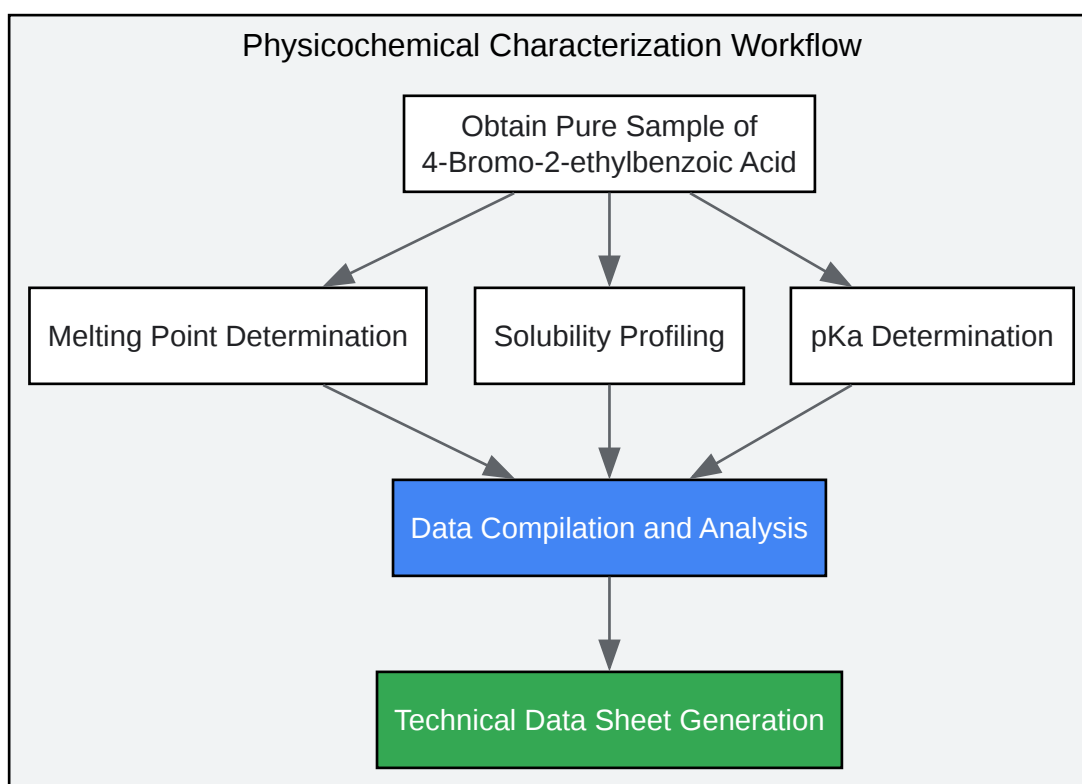 Physicochemical Characterization Workflow
Obtain Pure Sample of
4-Bromo-2-ethylbenzoic Acid
Melting Point Determination
Solubility Profiling
pKa Determination
Data Compilation and Analysis
Technical Data Sheet Generation